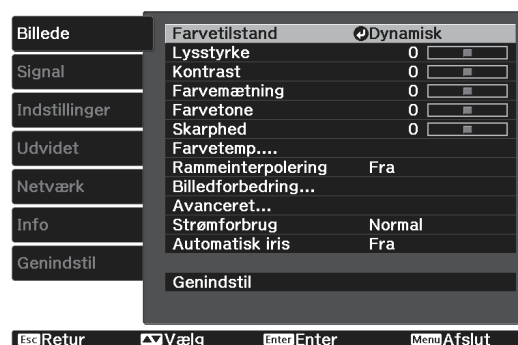 Billede
Signal
Indstillinger
Udvidet
Netværk
Info
Genindstil
Farvetilstand Dynamisk
Lysstyrke 0
Kontrast 0
Farvemætning 0
Farvetone 0
Skarphed 0
Farvetemp....
Rammeinterpolering Fra
Billedforbedring...
Avanceret...
Strømforbrug Normal
Automatisk iris Fra
Genindstil
Esc Retur Vælg Enter Enter Menu Afslut